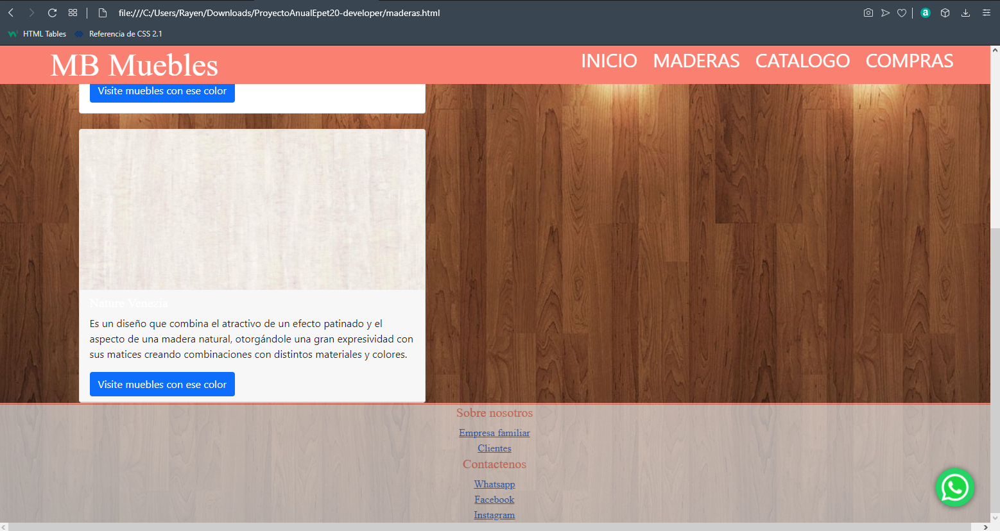 file:///C:/Users/Rayen/Downloads/ProyectoAnualEpet20-developer/maderas.html
HTML Tables Referencia de CSS 2.1
MB Muebles INICIO MADERAS CATALOGO COMPRAS
Visite muebles con ese color
Nature Venezia
Es un diseño que combina el atractivo de un efecto patinado y el
aspecto de una madera natural, otorgándole una gran expresividad con
sus matices creando combinaciones con distintos materiales y colores.
Visite muebles con ese color
Sobre nosotros
Empresa familiar
Clientes
Contactenos
Whatsapp
Facebook
Instagram